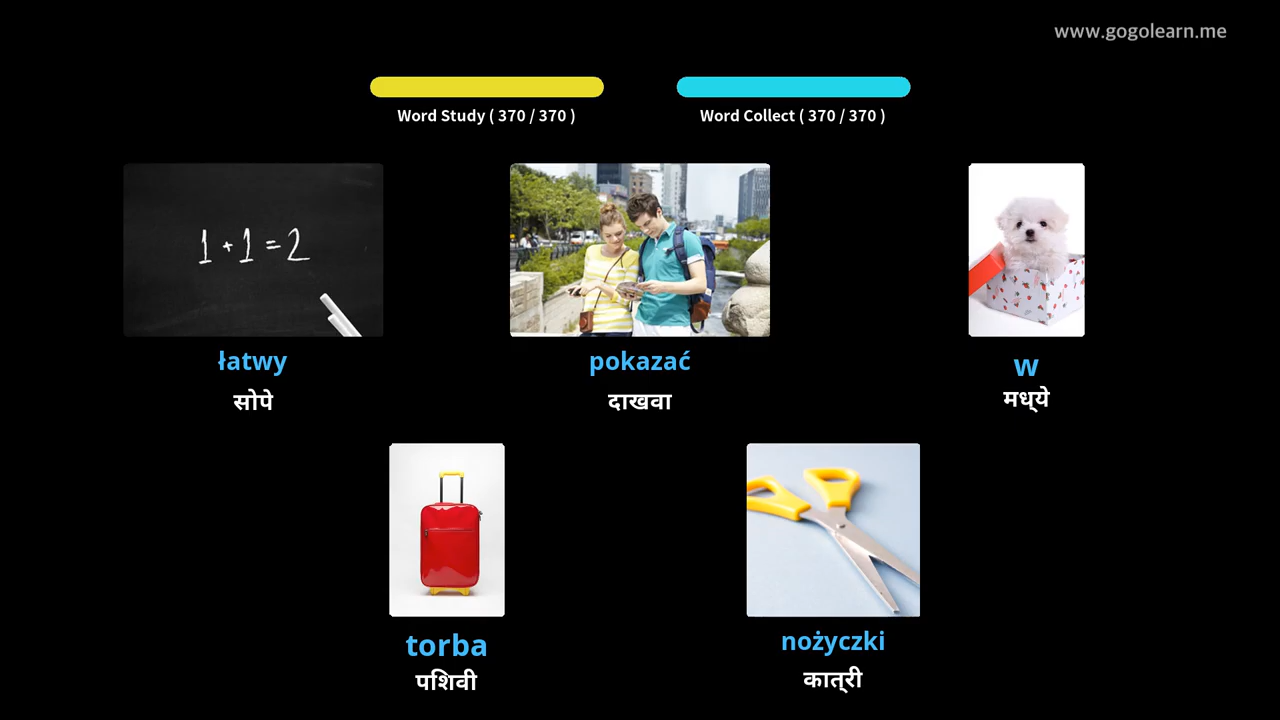 www.gogolearn.me
Word Study ( 370 / 370 )
Word Collect ( 370 / 370 )
1 + 1 = 2
łatwy
सोपे
pokazać
दाखवा
w
मध्ये
torba
पशिवी
nożyczki
कात्री